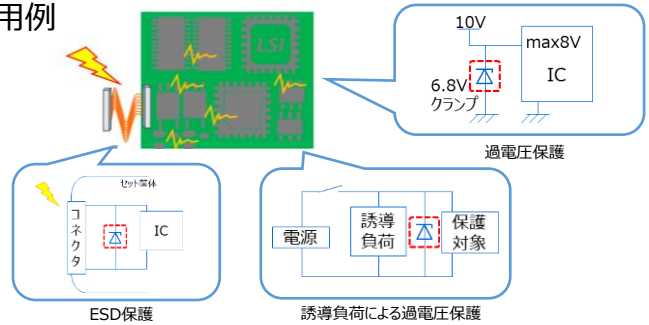 用例
LSI
10V
max8V
IC
6.8V
クランプ
過電圧保護
セット筐体
コネクタ
IC
ESD保護
電源
誘導
負荷
保護
対象
誘導負荷による過電圧保護